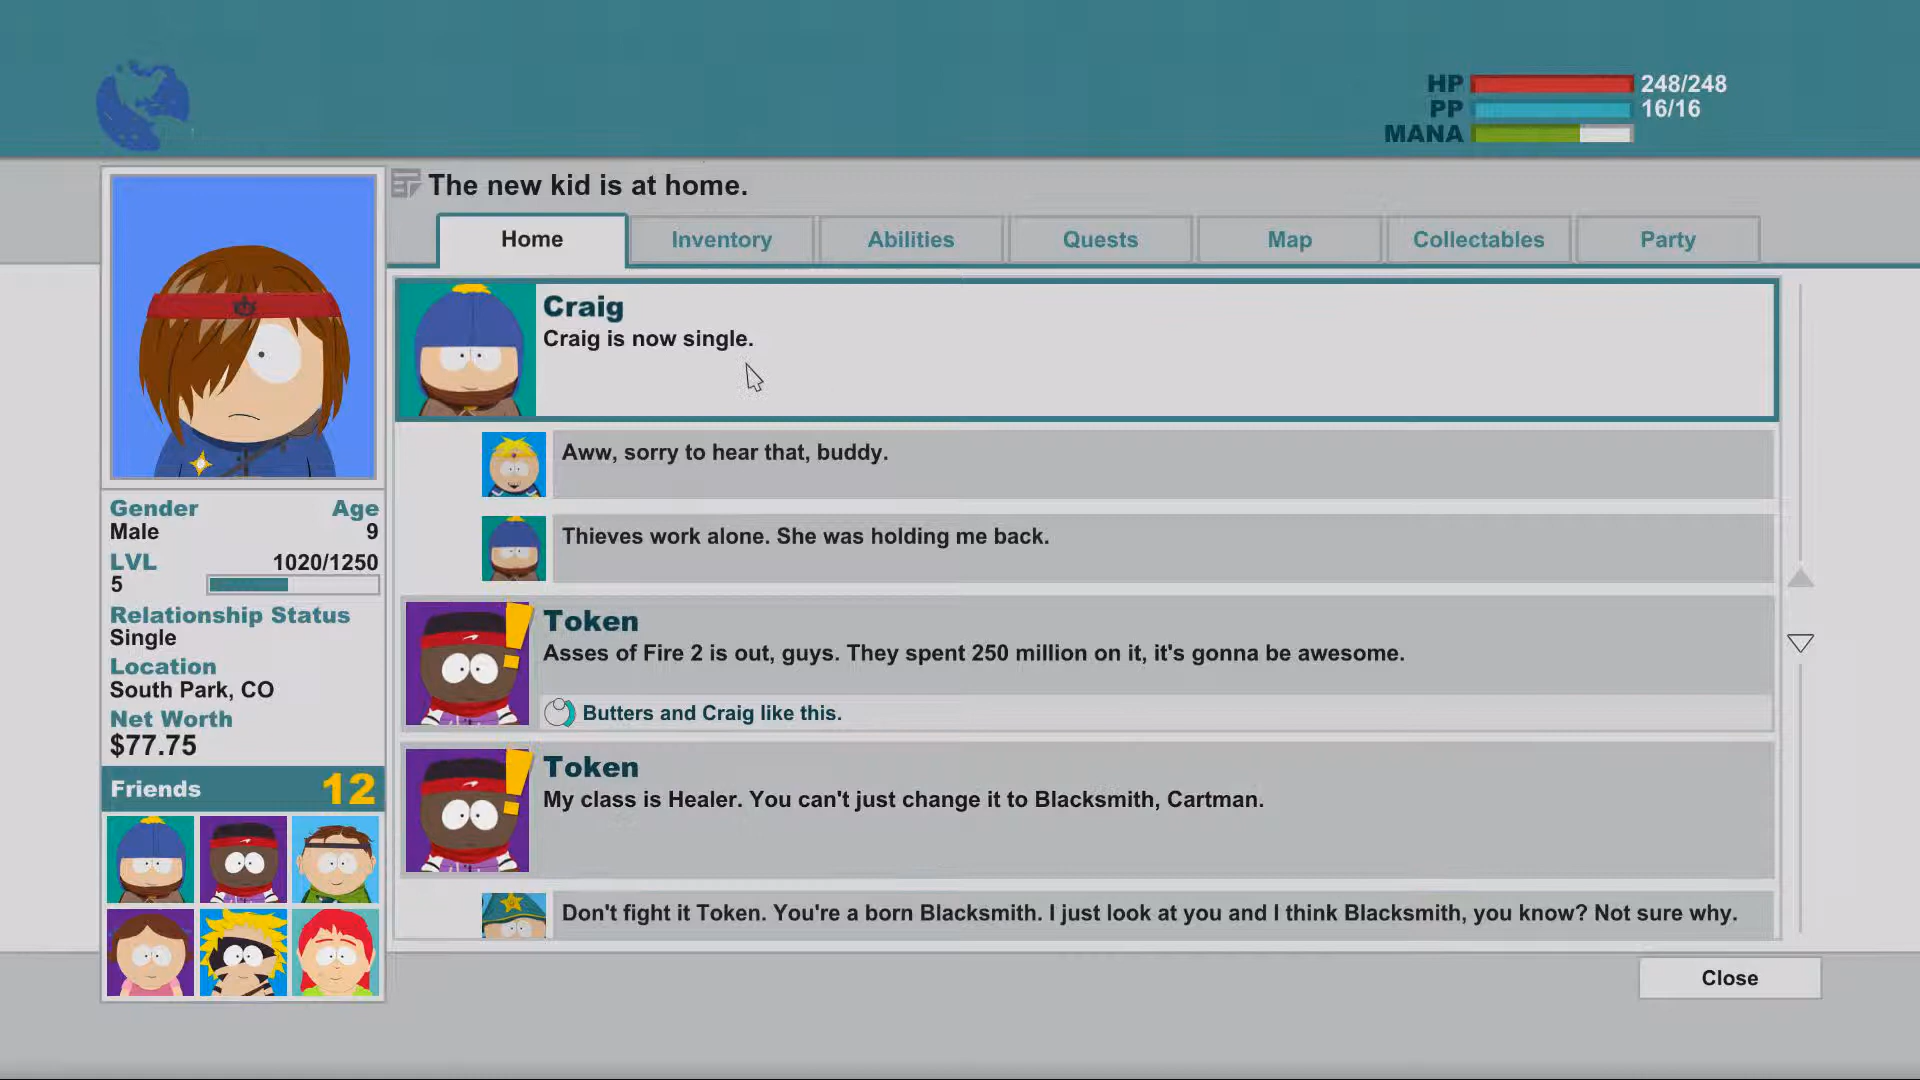 HP 248/248
PP 16/16
MANA
The new kid is at home.
Home Inventory Abilities Quests Map Collectables Party
Gender Age
Male 9
LVL 1020/1250
5
Relationship Status
Single
Location
South Park, CO
Net Worth
$77.75
Friends 12
Craig
Craig is now single.
Aww, sorry to hear that, buddy.
Thieves work alone. She was holding me back.
Token
Asses of Fire 2 is out, guys. They spent 250 million on it, it's gonna be awesome.
Butters and Craig like this.
Token
My class is Healer. You can't just change it to Blacksmith, Cartman.
Don't fight it Token. You're a born Blacksmith. I just look at you and I think Blacksmith, you know? Not sure why.
Close